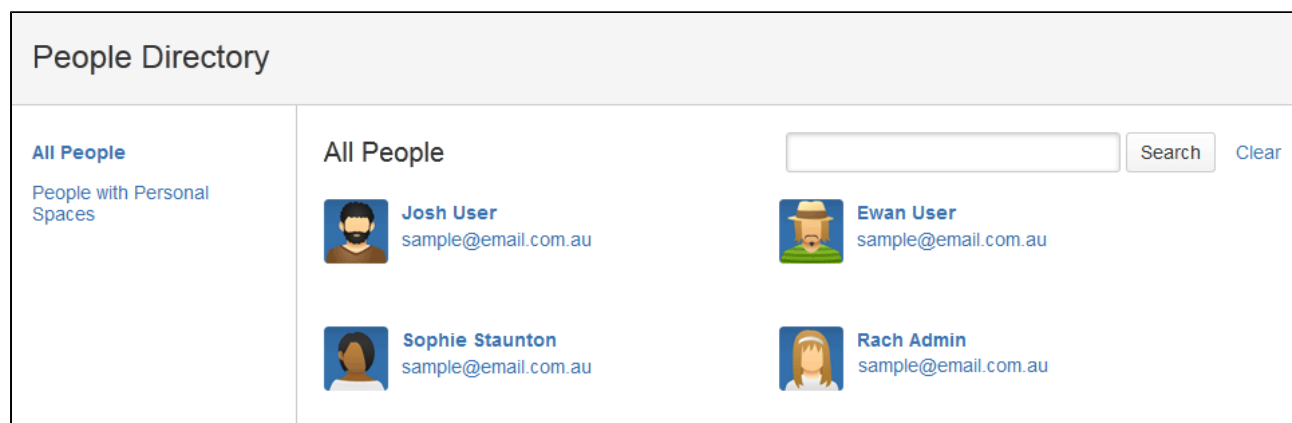 People Directory
All People
People with Personal
Spaces
All People
Search
Clear
Josh User
sample@email.com.au
Ewan User
sample@email.com.au
Sophie Staunton
sample@email.com.au
Rach Admin
sample@email.com.au